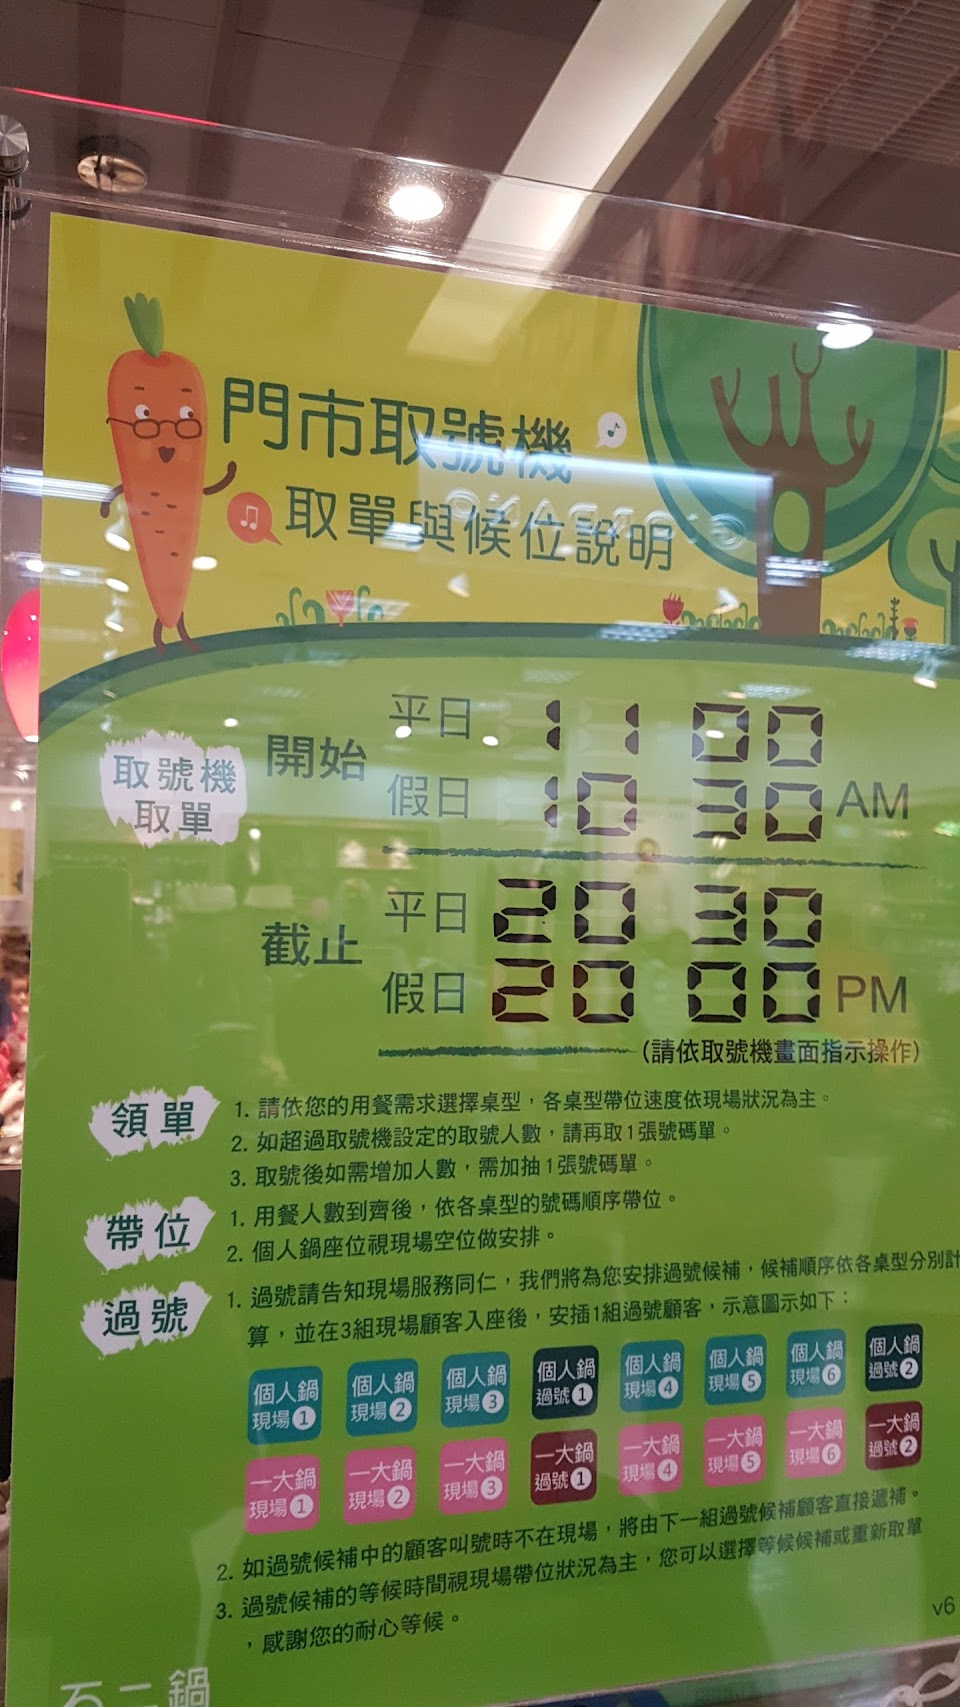 門市取號機
取單與候位說明
取號機
取單
開始
平日 11 00
假日 10 30 AM
截止
平日 20 30
假日 20 00 PM
(請依取號機畫面指示操作)
領單
1. 請依您的用餐需求選擇桌型，各桌型帶位速度依現場狀況為主。
2. 如超過取號機設定的取號人數，請再取1張號碼單。
3. 取號後如需增加人數，需加抽1張號碼單。
帶位
1. 用餐人數到齊後，依各桌型的號碼順序帶位。
2. 個人鍋座位視現場空位做安排。
過號
1. 過號請告知現場服務同仁，我們將為您安排過號候補，候補順序依各桌型分別計
算，並在3組現場顧客入座後，安插1組過號顧客，示意圖示如下：
個人鍋 個人鍋 個人鍋 個人鍋 個人鍋 個人鍋 個人鍋 個人鍋
現場1 現場2 現場3 過號1 現場4 現場5 現場6 過號2
一大鍋 一大鍋 一大鍋 一大鍋 一大鍋 一大鍋 一大鍋 一大鍋
現場1 現場2 現場3 過號1 現場4 現場5 現場6 過號2
2. 如過號候補中的顧客叫號時不在現場，將由下一組過號候補顧客直接遞補。
3. 過號候補的等候時間視現場帶位狀況為主，您可以選擇等候候補或重新取單
，感謝您的耐心等候。
v6
石二鍋